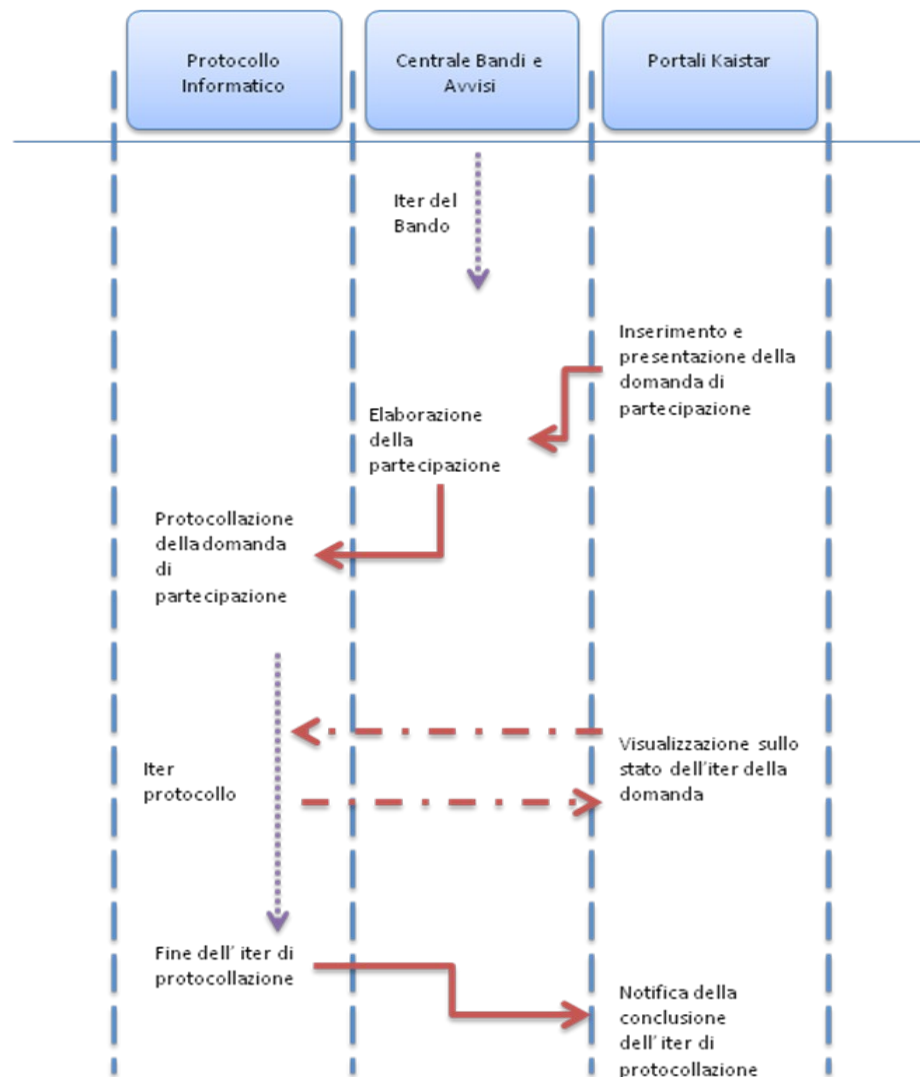 Protocollo
Informatico
Centrale Bandi e
Avvisi
Portali Kaistar
Iter del
Bando
Inserimento e
presentazione della
domanda di
partecipazione
Elaborazione
della
partecipazione
Protocollazione
della domanda
di
partecipazione
Iter
protocollo
Visualizzazione sullo
stato dell'iter della
domanda
Fine dell' iter di
protocollazione
Notifica della
conclusione
dell' iter di
protocollazione